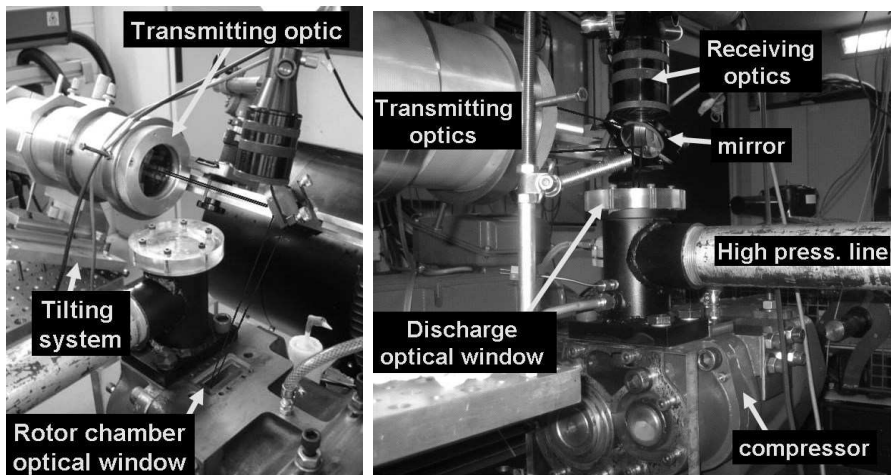 Transmitting optic
Tilting
system
Rotor chamber
optical window
Receiving
optics
Transmitting
optics
mirror
High press. line
Discharge
optical window
compressor